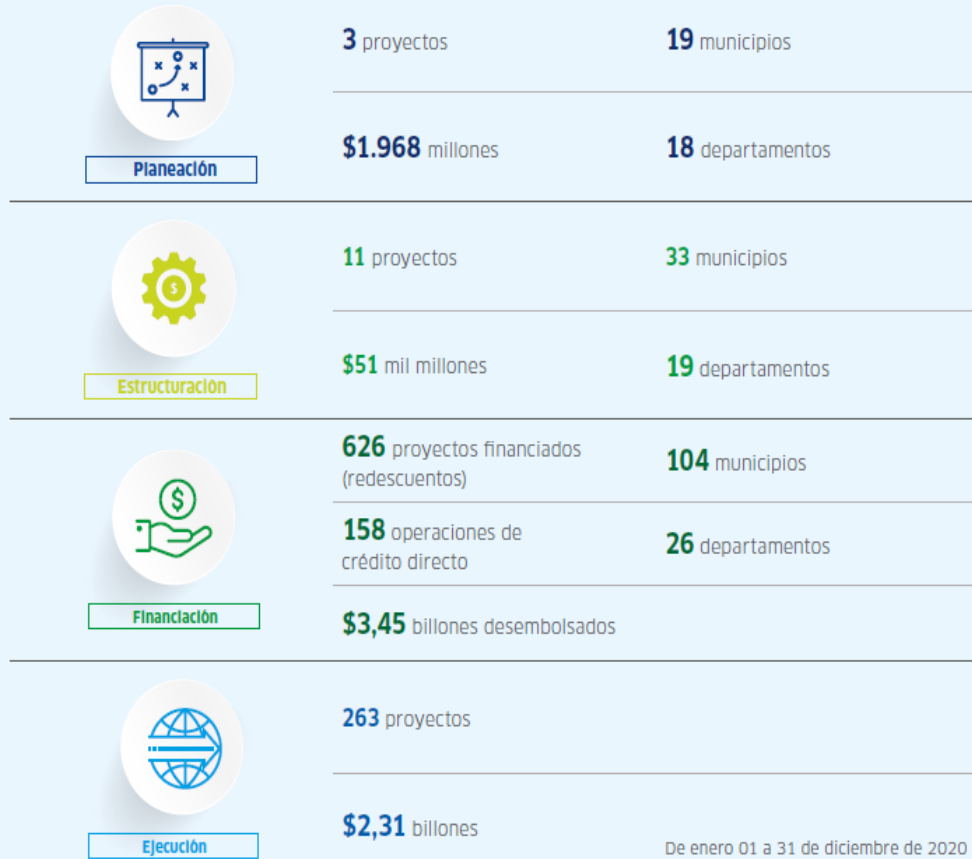 3 proyectos
19 municipios
$1.968 millones
18 departamentos
Planeación
11 proyectos
33 municipios
$51 mil millones
19 departamentos
Estructuración
626 proyectos financiados
(redescuentos)
104 municipios
158 operaciones de
crédito directo
26 departamentos
$3,45 billones desembolsados
Financiación
263 proyectos
$2,31 billones
Ejecución
De enero 01 a 31 de diciembre de 2020